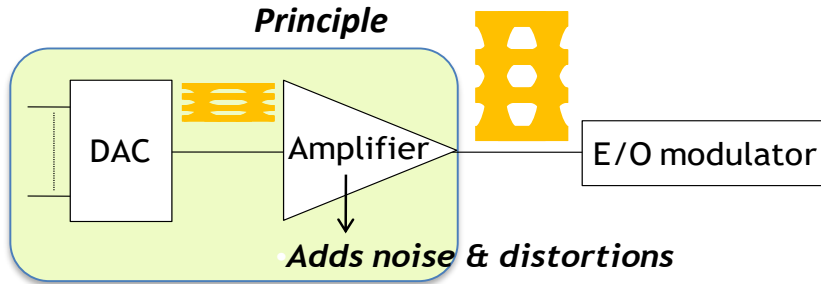 Principle
DAC
Amplifier
E/O modulator
•Adds noise & distortions